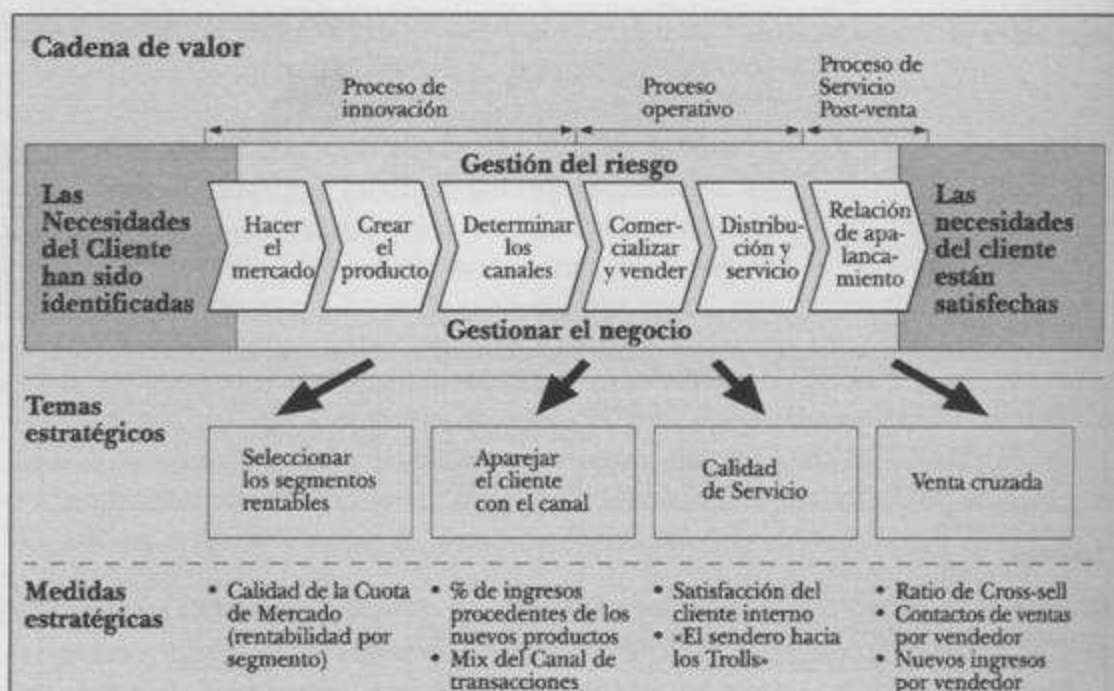 Cadena de valor
Proceso de
innovación
Proceso
operativo
Proceso de
Servicio
Post-venta
Gestión del riesgo
Las
Necesidades
del Cliente
han sido
identificadas
Hacer
el
mercado
Crear
el
producto
Determinar
los
canales
Comer-
cializar
y vender
Distribu-
ción y
servicio
Relación
de apa-
lanca-
miento
Las
necesidades
del cliente
están
satisfechas
Gestionar el negocio
Temas
estratégicos
Seleccionar
los segmentos
rentables
Aparejar
el cliente
con el canal
Calidad
de Servicio
Venta cruzada
Medidas
estratégicas
• Calidad de la Cuota
de Mercado
(rentabilidad por
segmento)
• % de ingresos
procedentes de los
nuevos productos
• Mix del Canal de
transacciones
• Satisfacción del
cliente interno
• «El sendero hacia
los Trolls»
• Ratio de Cross-sell
• Contactos de ventas
por vendedor
• Nuevos ingresos
por vendedor